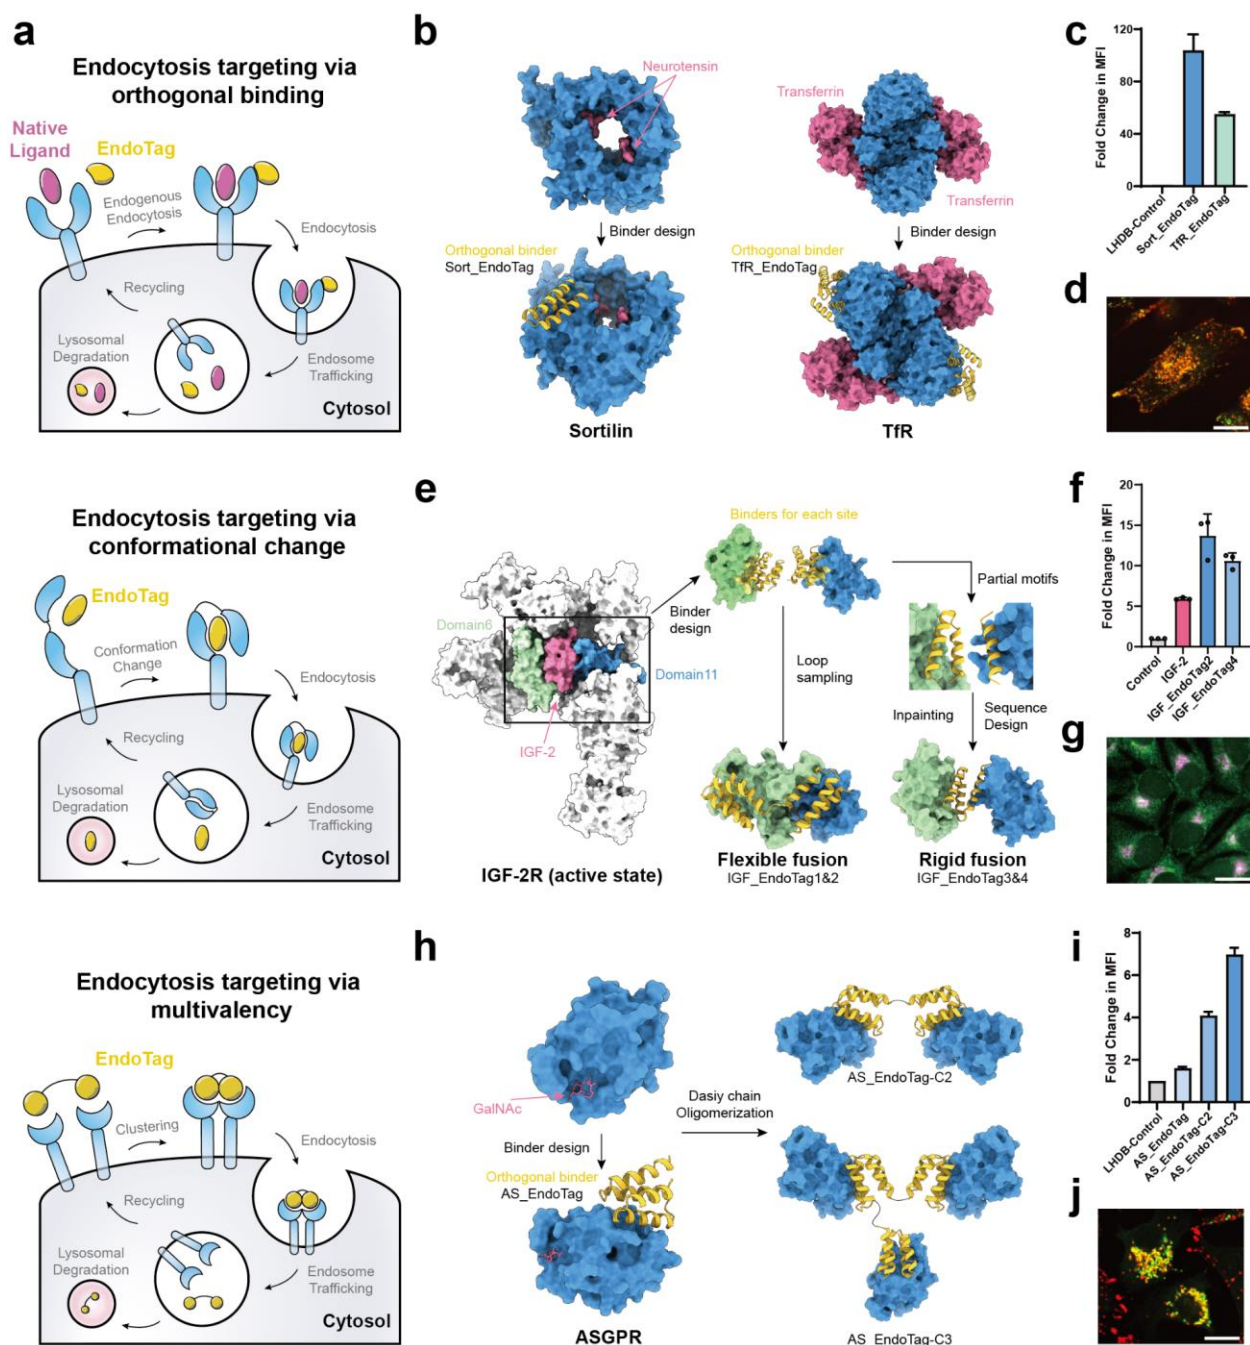 a
Endocytosis targeting via
orthogonal binding
Native
Ligand
EndoTag
Endogenous
Endocytosis
Endocytosis
Recycling
Lysosomal
Degradation
Endosome
Trafficking
Cytosol
b
Neurotensin
Binder design
Orthogonal binder
Sort_EndoTag
Sortilin
Transferrin
Transferrin
Binder design
Orthogonal binder
TfR_EndoTag
TfR
c
Fold Change in MFI
120
80
40
0
LHDB-Control
Sort_EndoTag
TfR_EndoTag
d
Endocytosis targeting via
conformational change
EndoTag
Conformation
Change
Endocytosis
Recycling
Lysosomal
Degradation
Endosome
Trafficking
Cytosol
e
Domain6
Domain11
IGF-2
IGF-2R (active state)
Binder
design
Binders for each site
Loop
sampling
Partial motifs
Inpainting
Sequence
Design
Flexible fusion
IGF_EndoTag1&2
Rigid fusion
IGF_EndoTag3&4
f
Fold Change in MFI
20
15
10
5
0
Control
IGF-2
IGF_EndoTag2
IGF_EndoTag4
g
Endocytosis targeting via
multivalency
EndoTag
Clustering
Endocytosis
Recycling
Lysosomal
Degradation
Endosome
Trafficking
Cytosol
h
GalNAc
Binder design
Orthogonal binder
AS_EndoTag
ASGPR
Dasiy chain
Oligomerization
AS_EndoTag-C2
AS_EndoTag-C3
i
Fold Change in MFI
8
6
4
2
0
LHDB-Control
AS_EndoTag
AS_EndoTag-C2
AS_EndoTag-C3
j